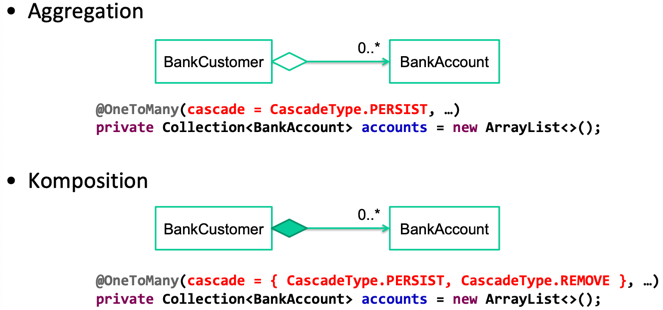 • Aggregation
0..*
BankCustomer BankAccount
@OneToMany(cascade = CascadeType.PERSIST, …)
private Collection<BankAccount> accounts = new ArrayList<>();
• Komposition
0..*
BankCustomer BankAccount
@OneToMany(cascade = { CascadeType.PERSIST, CascadeType.REMOVE }, …)
private Collection<BankAccount> accounts = new ArrayList<>();